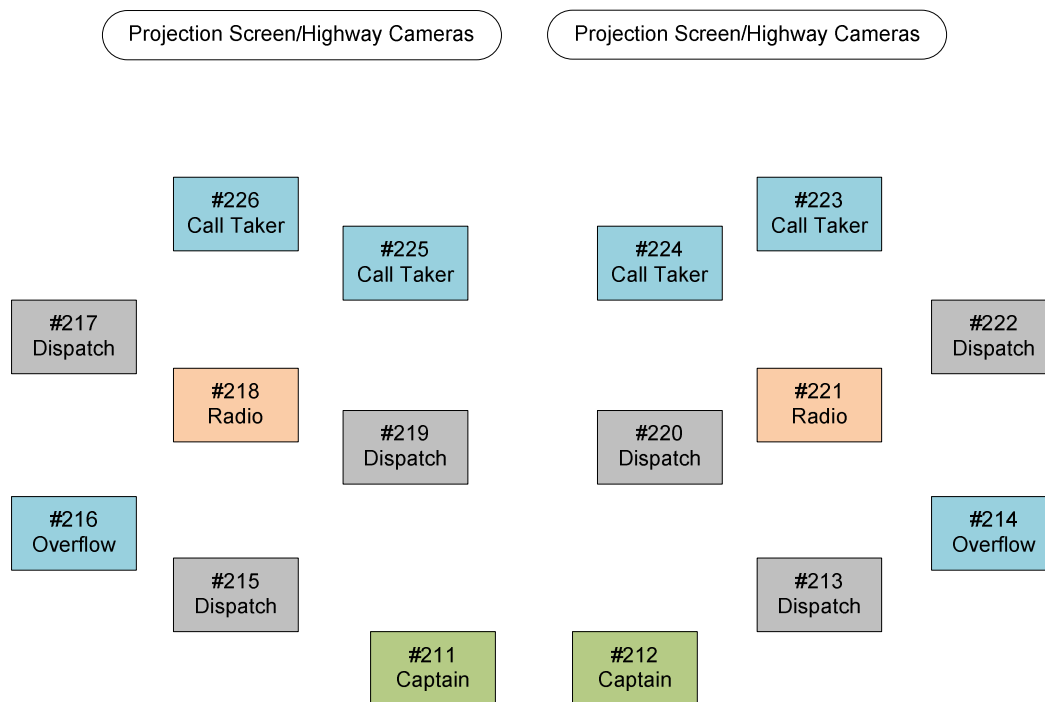 Projection Screen/Highway Cameras
Projection Screen/Highway Cameras
#226
Call Taker
#223
Call Taker
#225
Call Taker
#224
Call Taker
#217
Dispatch
#222
Dispatch
#218
Radio
#221
Radio
#219
Dispatch
#220
Dispatch
#216
Overflow
#214
Overflow
#215
Dispatch
#213
Dispatch
#211
Captain
#212
Captain